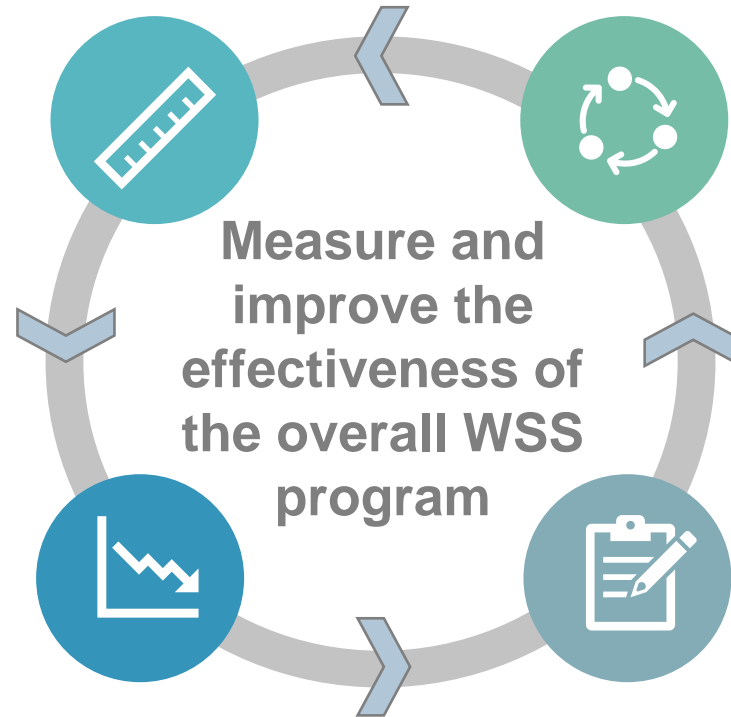 Measure and
improve the
effectiveness of
the overall WSS
program